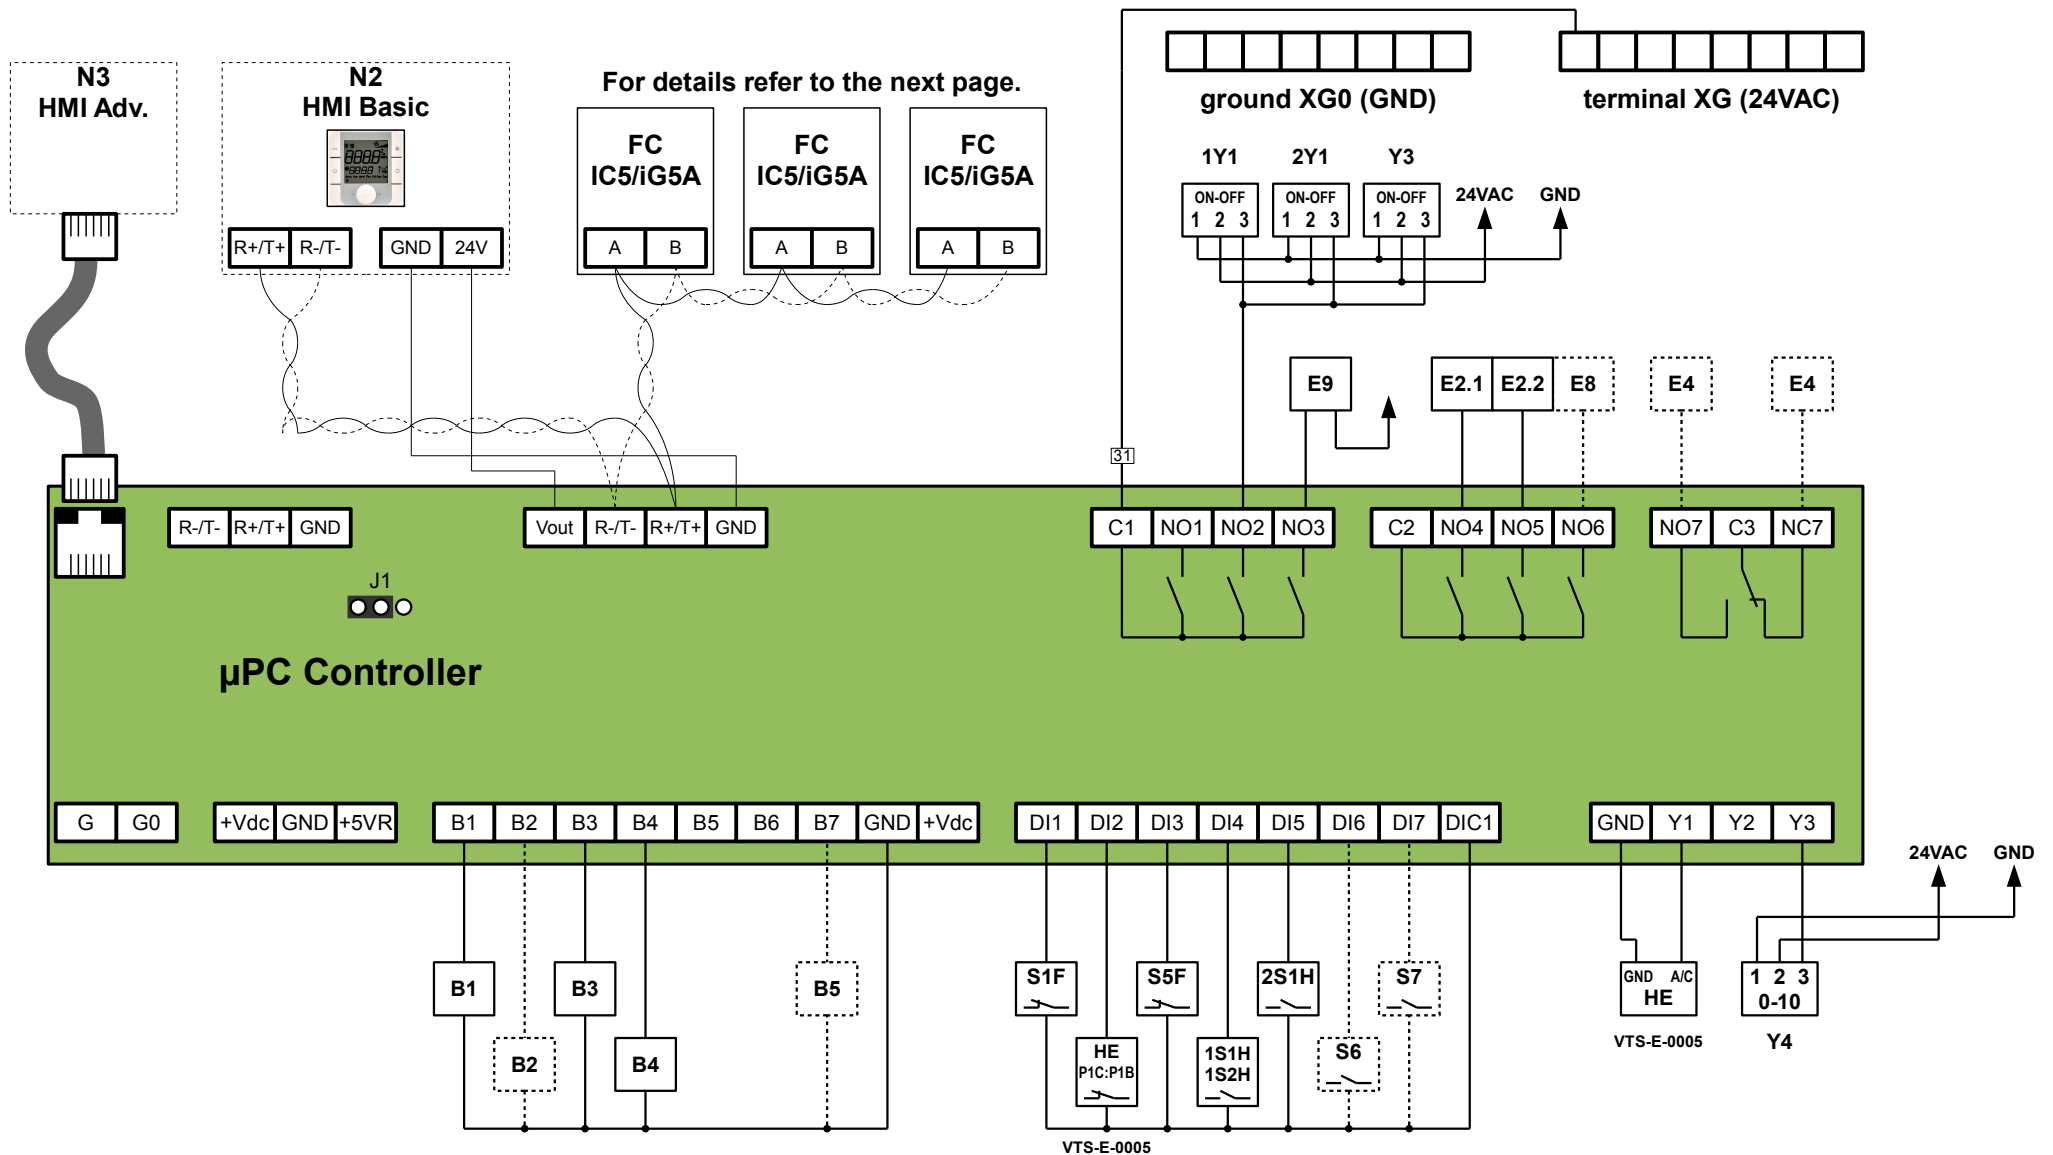 N3
HMI Adv.
N2
HMI Basic
R+/T+ R-/T- GND 24V
For details refer to the next page.
FC
IC5/iG5A
A B
FC
IC5/iG5A
A B
FC
IC5/iG5A
A B
ground XG0 (GND)
terminal XG (24VAC)
1Y1 2Y1 Y3
ON-OFF
1 2 3
ON-OFF
1 2 3
ON-OFF
1 2 3
24VAC GND
E9
E2.1 E2.2 E8
E4 E4
31
R-/T- R+/T+ GND
Vout R-/T- R+/T+ GND
C1 NO1 NO2 NO3
C2 NO4 NO5 NO6
NO7 C3 NC7
J1
µPC Controller
G G0
+Vdc GND +5VR
B1 B2 B3 B4 B5 B6 B7 GND +Vdc
DI1 DI2 DI3 DI4 DI5 DI6 DI7 DIC1
GND Y1 Y2 Y3
24VAC GND
B1 B3 B5
B2 B4
S1F S5F 2S1H S7
HE
P1C:P1B
1S1H
1S2H
S6
VTS-E-0005
GND A/C
HE
VTS-E-0005
1 2 3
0-10
Y4